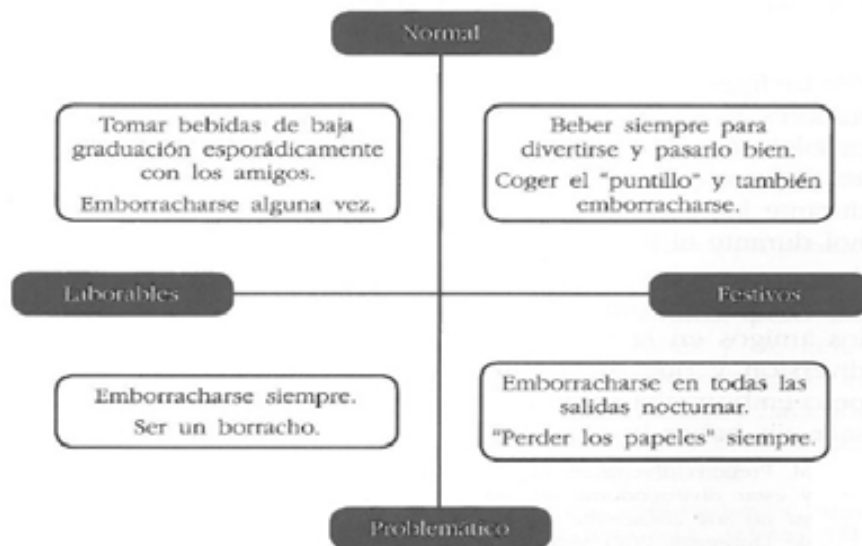 Normal
Tomar bebidas de baja
graduación esporádicamente
con los amigos.
Emborracharse alguna vez.
Beber siempre para
divertirse y pasarlo bien.
Coger el "puntillo" y también
emborracharse.
Laborables
Festivos
Emborracharse siempre.
Ser un borracho.
Emborracharse en todas las
salidas nocturnar.
"Perder los papeles" siempre.
Problemático